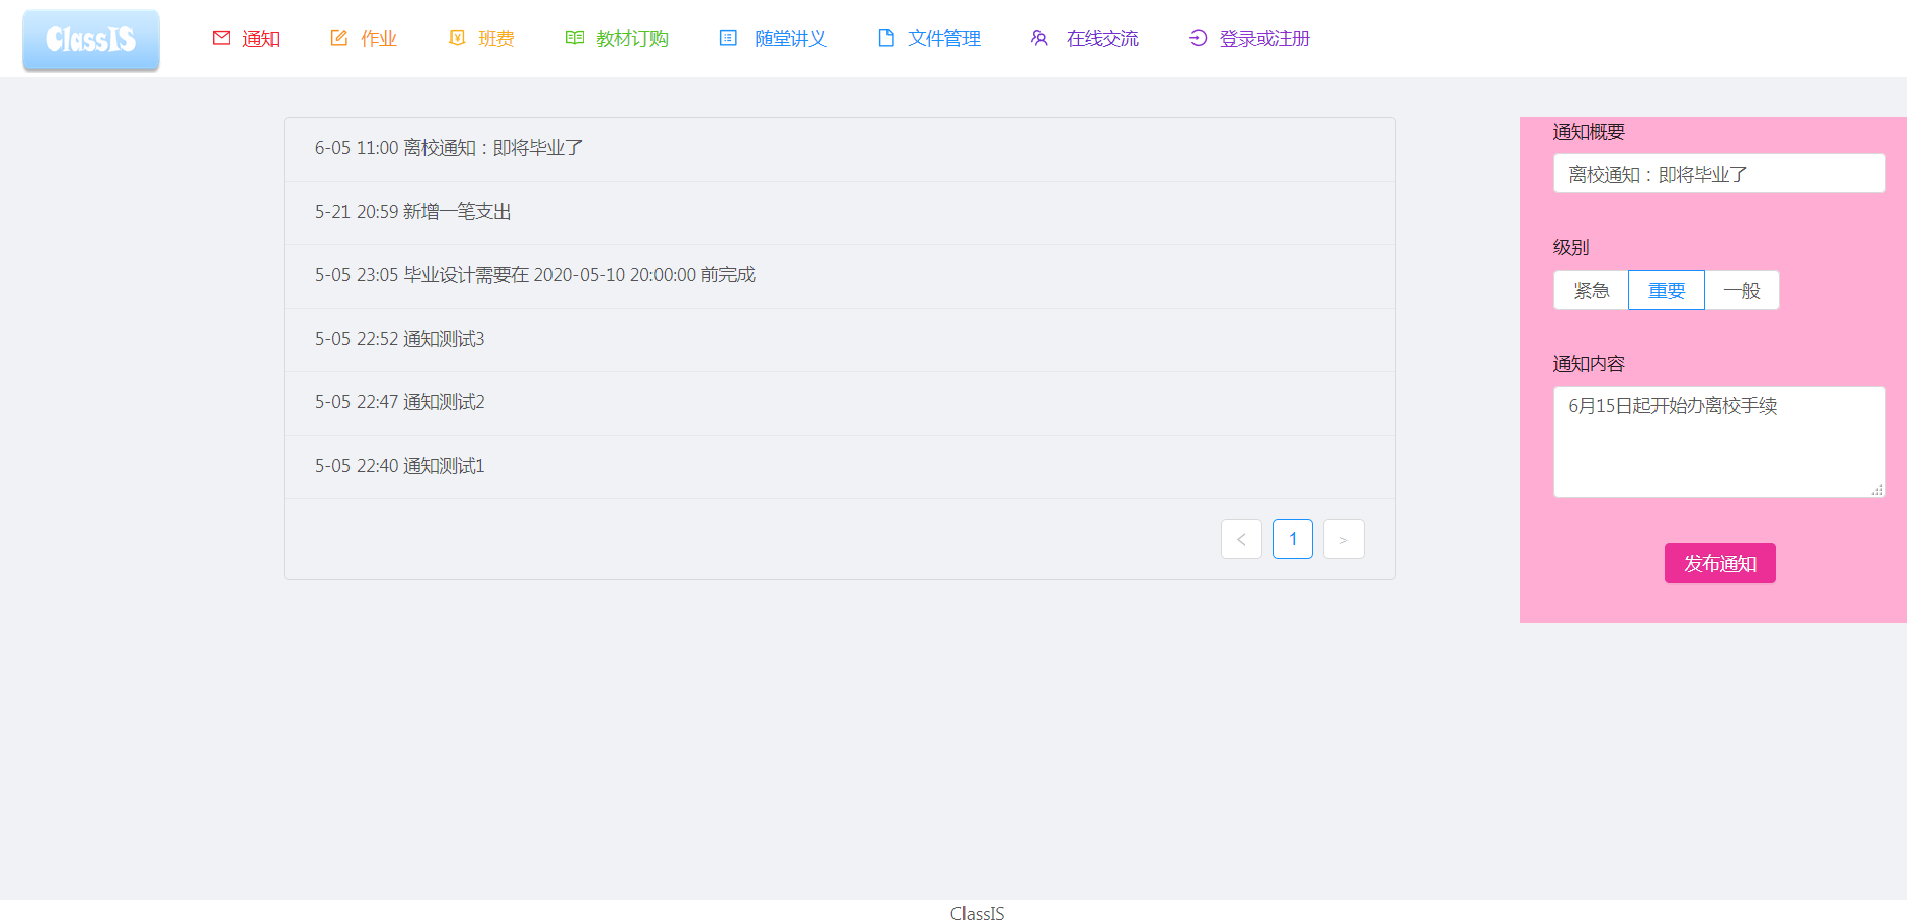 ClassIS
通知
作业
班费
教材订购
随堂讲义
文件管理
在线交流
登录或注册
6-05 11:00 离校通知：即将毕业了
5-21 20:59 新增一笔支出
5-05 23:05 毕业设计需要在 2020-05-10 20:00:00 前完成
5-05 22:52 通知测试3
5-05 22:47 通知测试2
5-05 22:40 通知测试1
< 1 >
通知概要
离校通知：即将毕业了
级别
紧急 重要 一般
通知内容
6月15日起开始办离校手续
发布通知
ClassIS